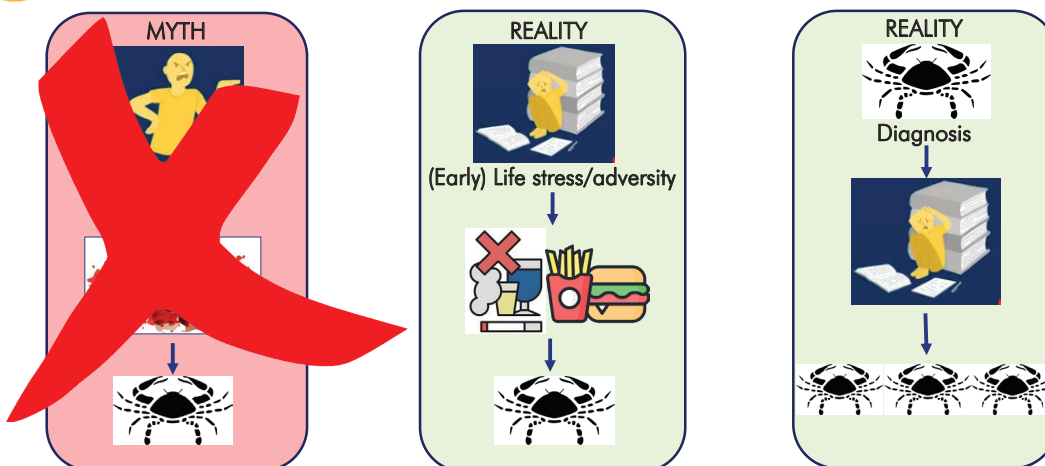 MYTH
REALITY
(Early) Life stress/adversity
REALITY
Diagnosis